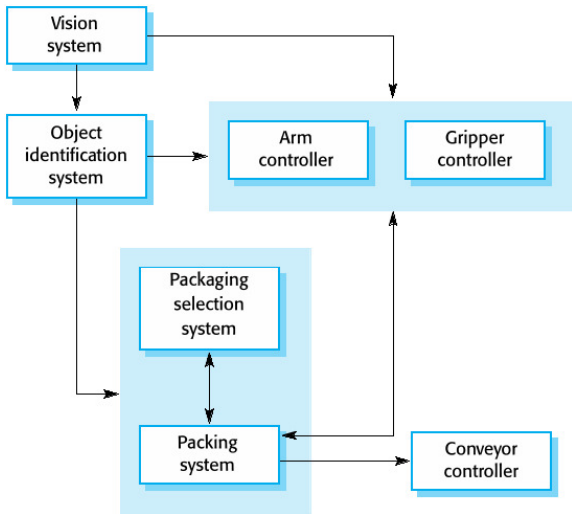 Vision
system
Object
identification
system
Arm
controller
Gripper
controller
Packaging
selection
system
Packing
system
Conveyor
controller